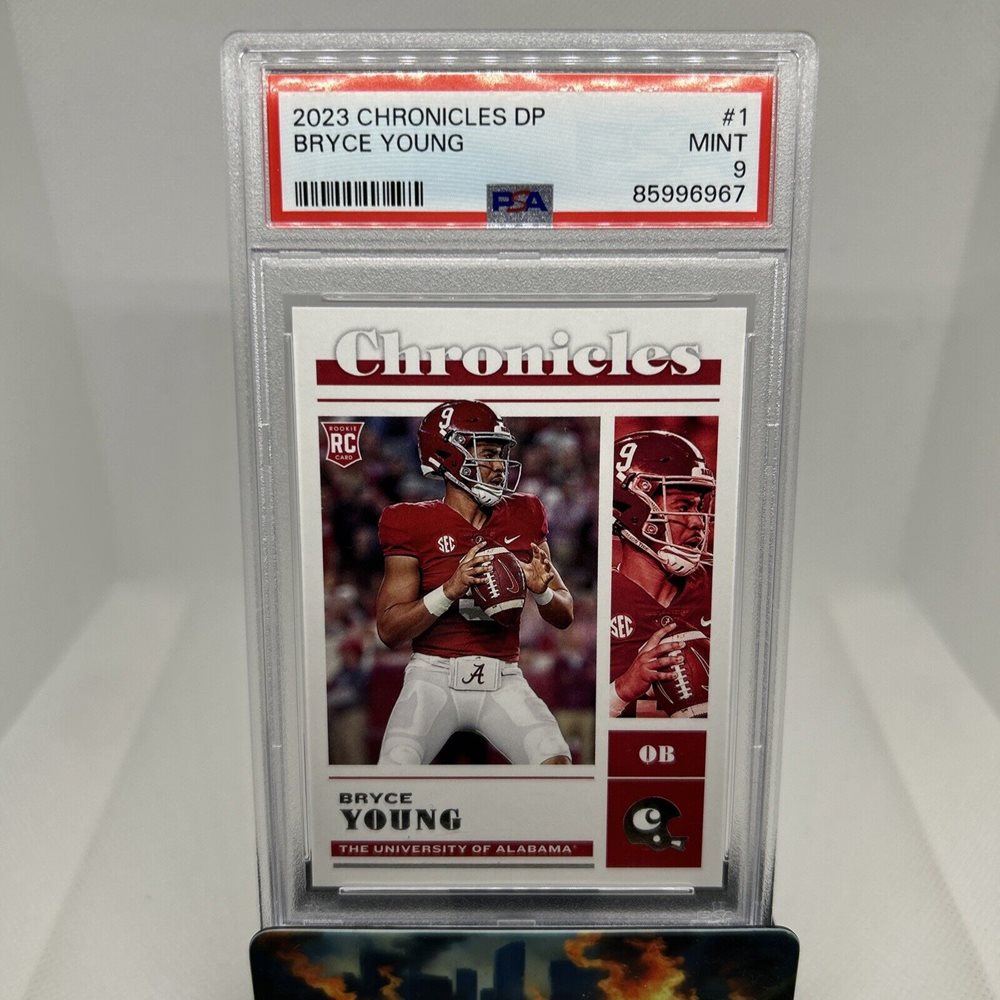 2023 CHRONICLES DP #1
BRYCE YOUNG MINT
9
PSA 85996967
Chronicles
ROOKIE
RC
CARD
9
9
SEC
SEC
A
QB
C
BRYCE
YOUNG
THE UNIVERSITY OF ALABAMA